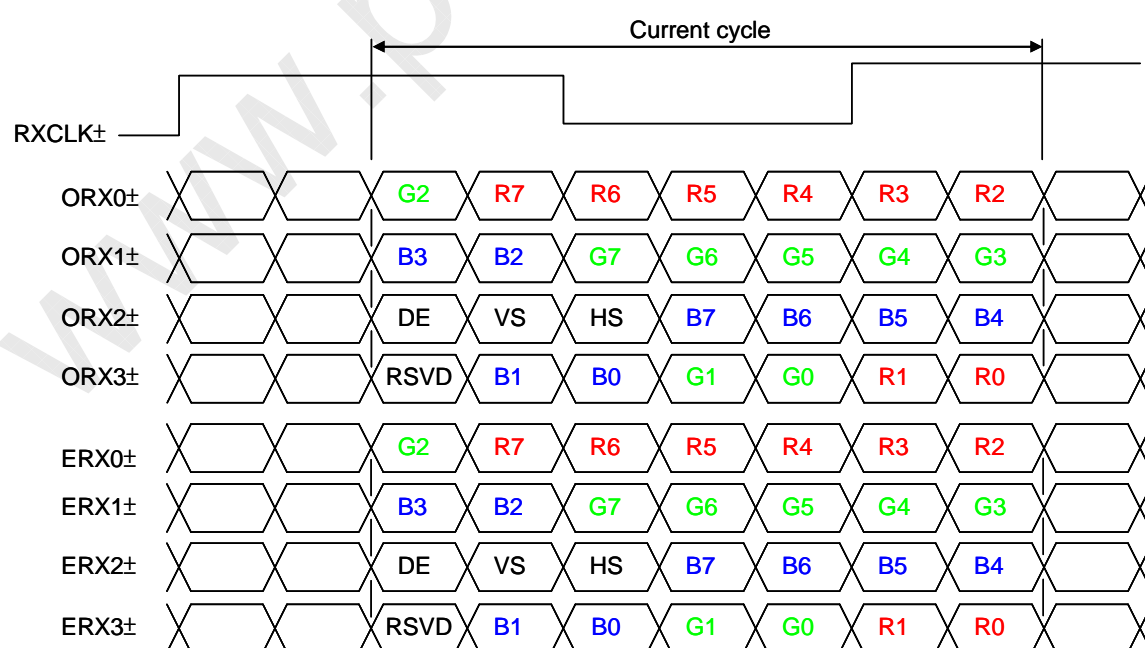 Current cycle
RXCLK±
ORX0± G2 R7 R6 R5 R4 R3 R2
ORX1± B3 B2 G7 G6 G5 G4 G3
ORX2± DE VS HS B7 B6 B5 B4
ORX3± RSVD B1 B0 G1 G0 R1 R0
ERX0± G2 R7 R6 R5 R4 R3 R2
ERX1± B3 B2 G7 G6 G5 G4 G3
ERX2± DE VS HS B7 B6 B5 B4
ERX3± RSVD B1 B0 G1 G0 R1 R0
www.p